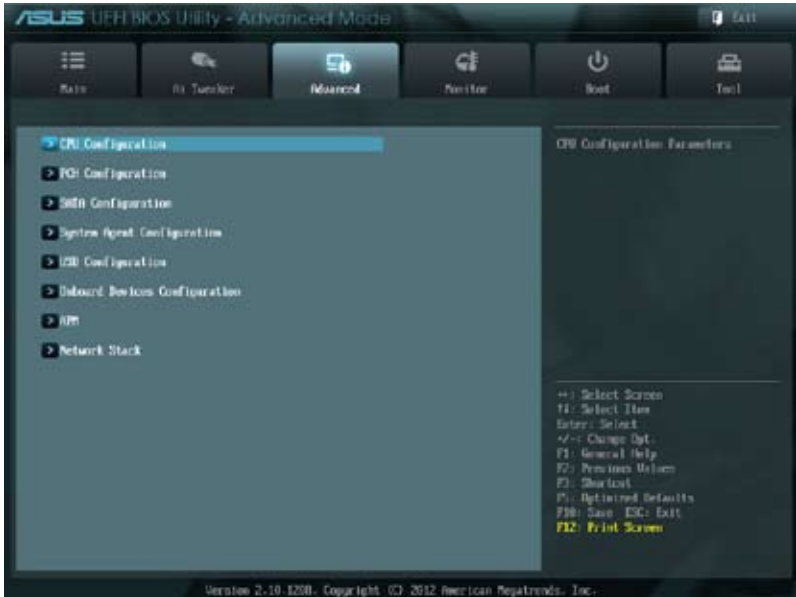 ASUS UEFI BIOS Utility - Advanced Mode
Exit
Main
Ai Tweaker
Advanced
Monitor
Boot
Tool
CPU Configuration
PCH Configuration
SATA Configuration
System Agent Configuration
USB Configuration
Onboard Devices Configuration
APM
Network Stack
CPU Configuration Parameters
→←: Select Screen
↑↓: Select Item
Enter: Select
+/-: Change Opt.
F1: General Help
F2: Previous Values
F3: Shortcut
F5: Optimized Defaults
F10: Save ESC: Exit
F12: Print Screen
Version 2.10.1208. Copyright (C) 2012 American Megatrends, Inc.